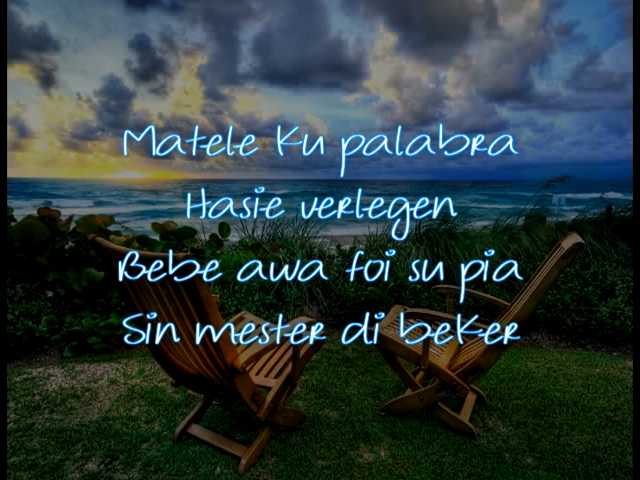 Matele Ku palabra
Hasie verlegen
Bebe awa foi su pia
Sin mester di beker